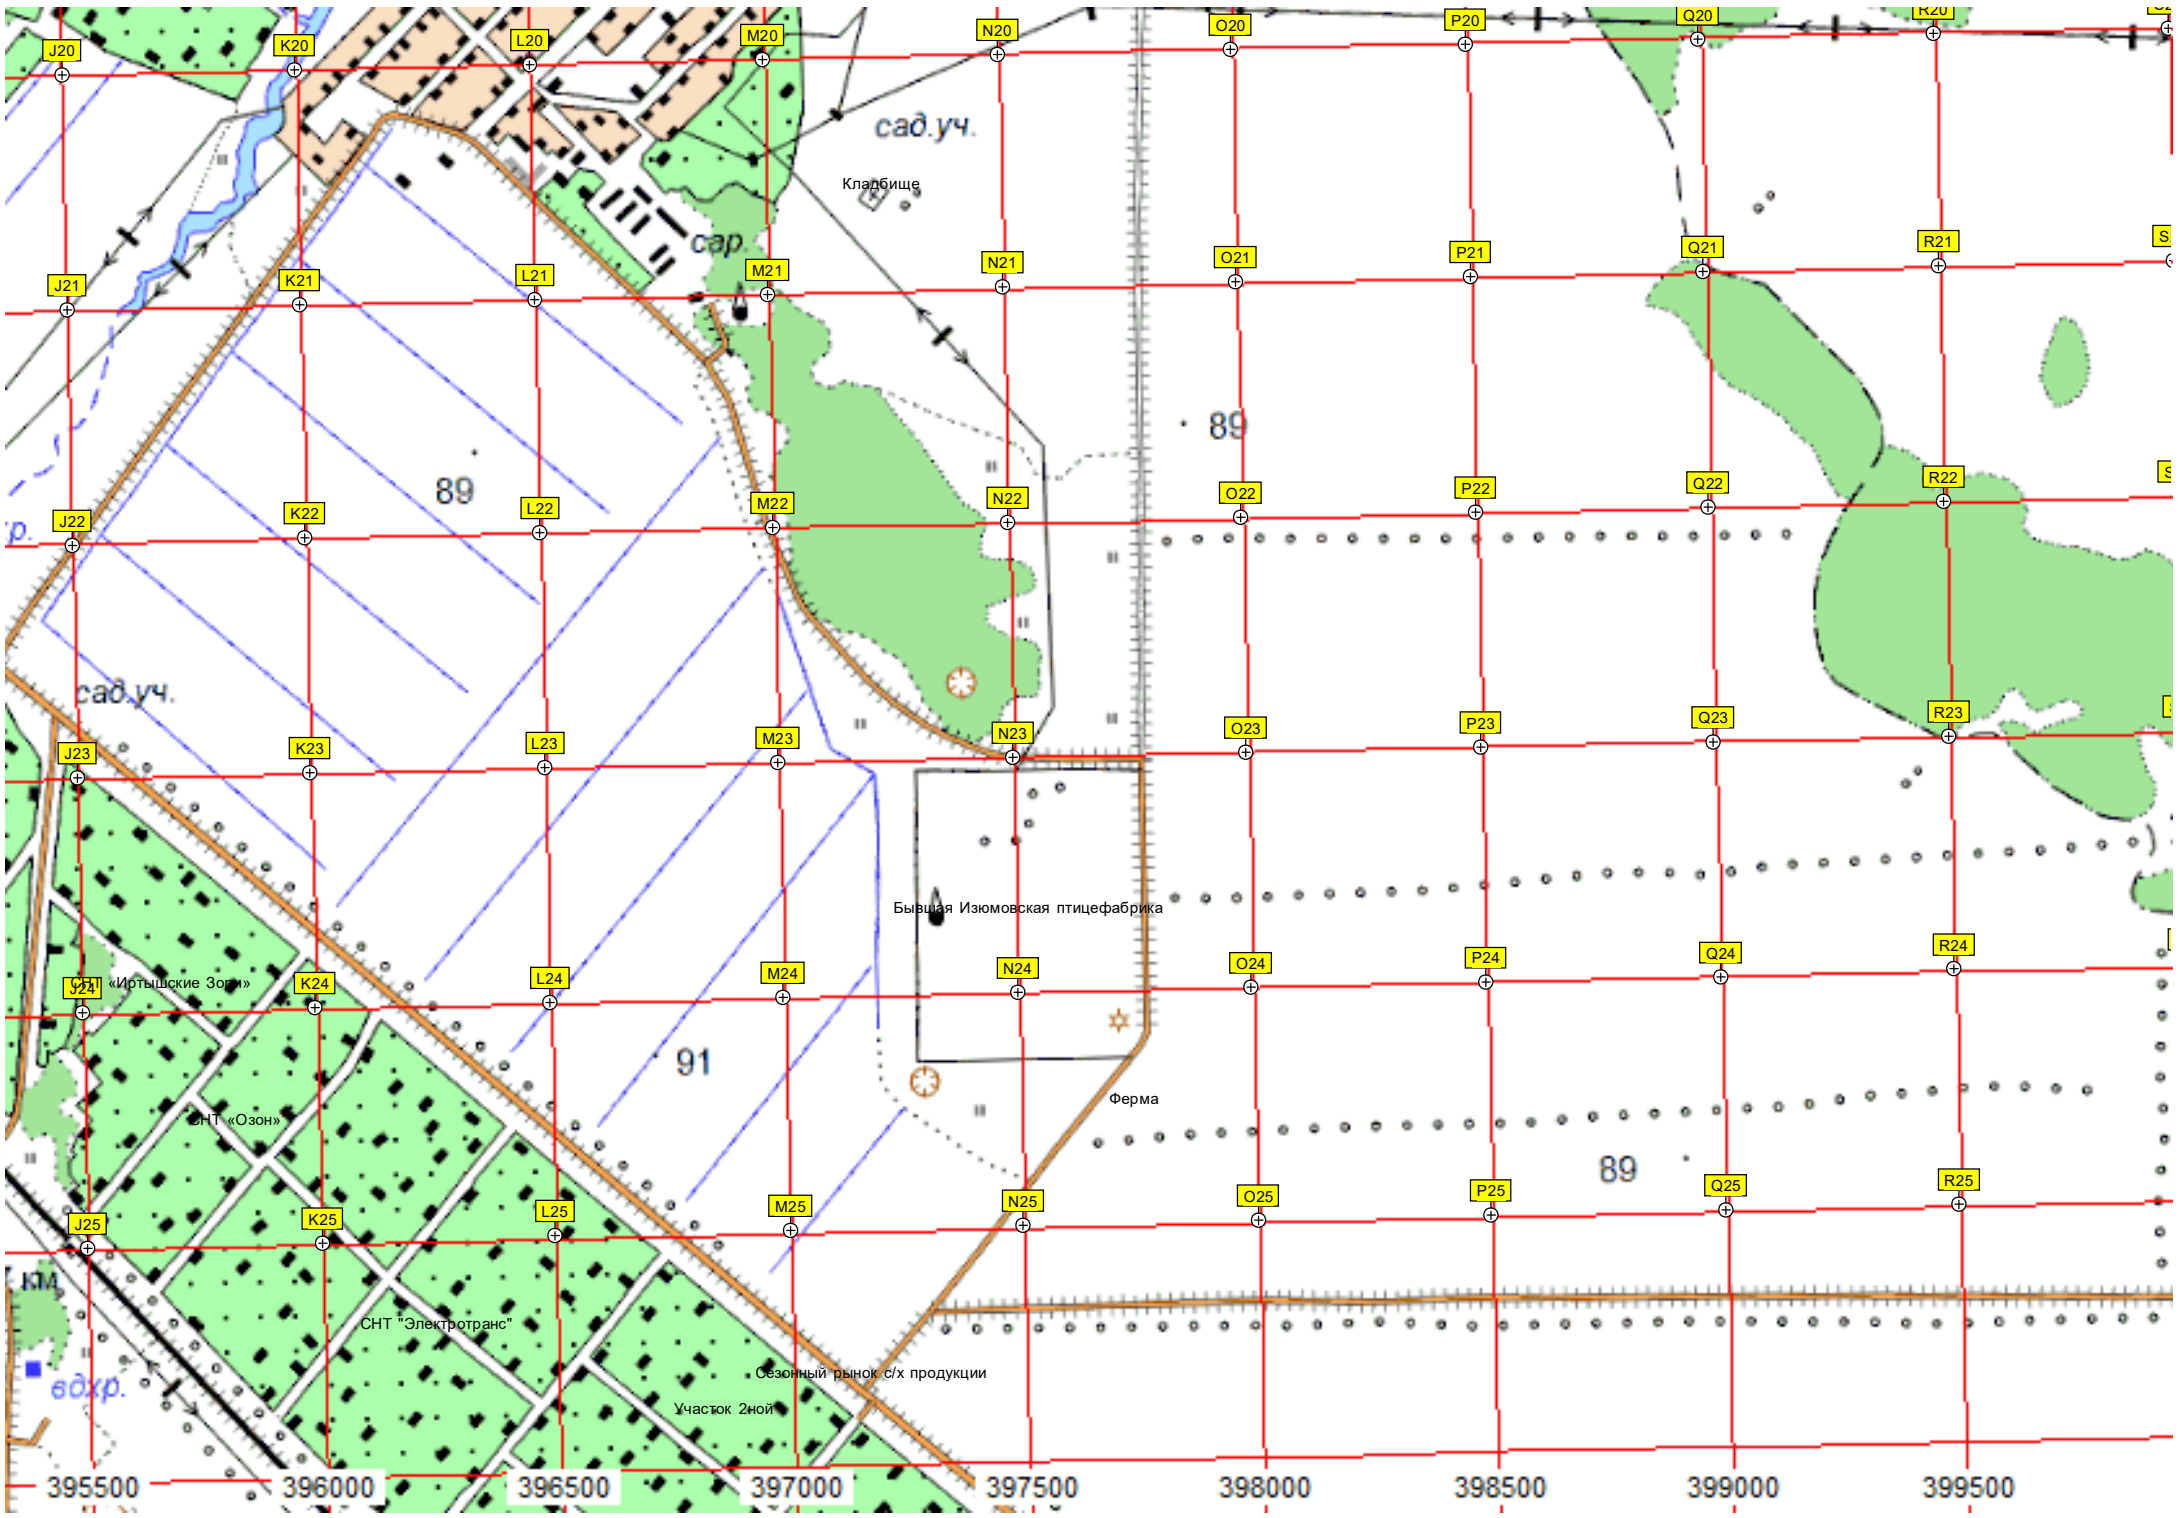 J20 K20 L20 M20 N20 O20 P20 Q20 R20
сад.уч.
Кладбище
сар.
J21 K21 L21 M21 N21 O21 P21 Q21 R21
89
89
J22 K22 L22 M22 N22 O22 P22 Q22 R22
сад.уч.
J23 K23 L23 M23 N23 O23 P23 Q23 R23
Бывшая Изюмовская птицефабрика
J24 K24 L24 M24 N24 O24 P24 Q24 R24
СНТ «Иртышские Зори»
91
Ферма
СНТ «Озон»
89
J25 K25 L25 M25 N25 O25 P25 Q25 R25
км
СНТ "Электротранс"
Сезонный рынок с/х продукции
вдхр.
Участок 2ной
395500 396000 396500 397000 397500 398000 398500 399000 399500